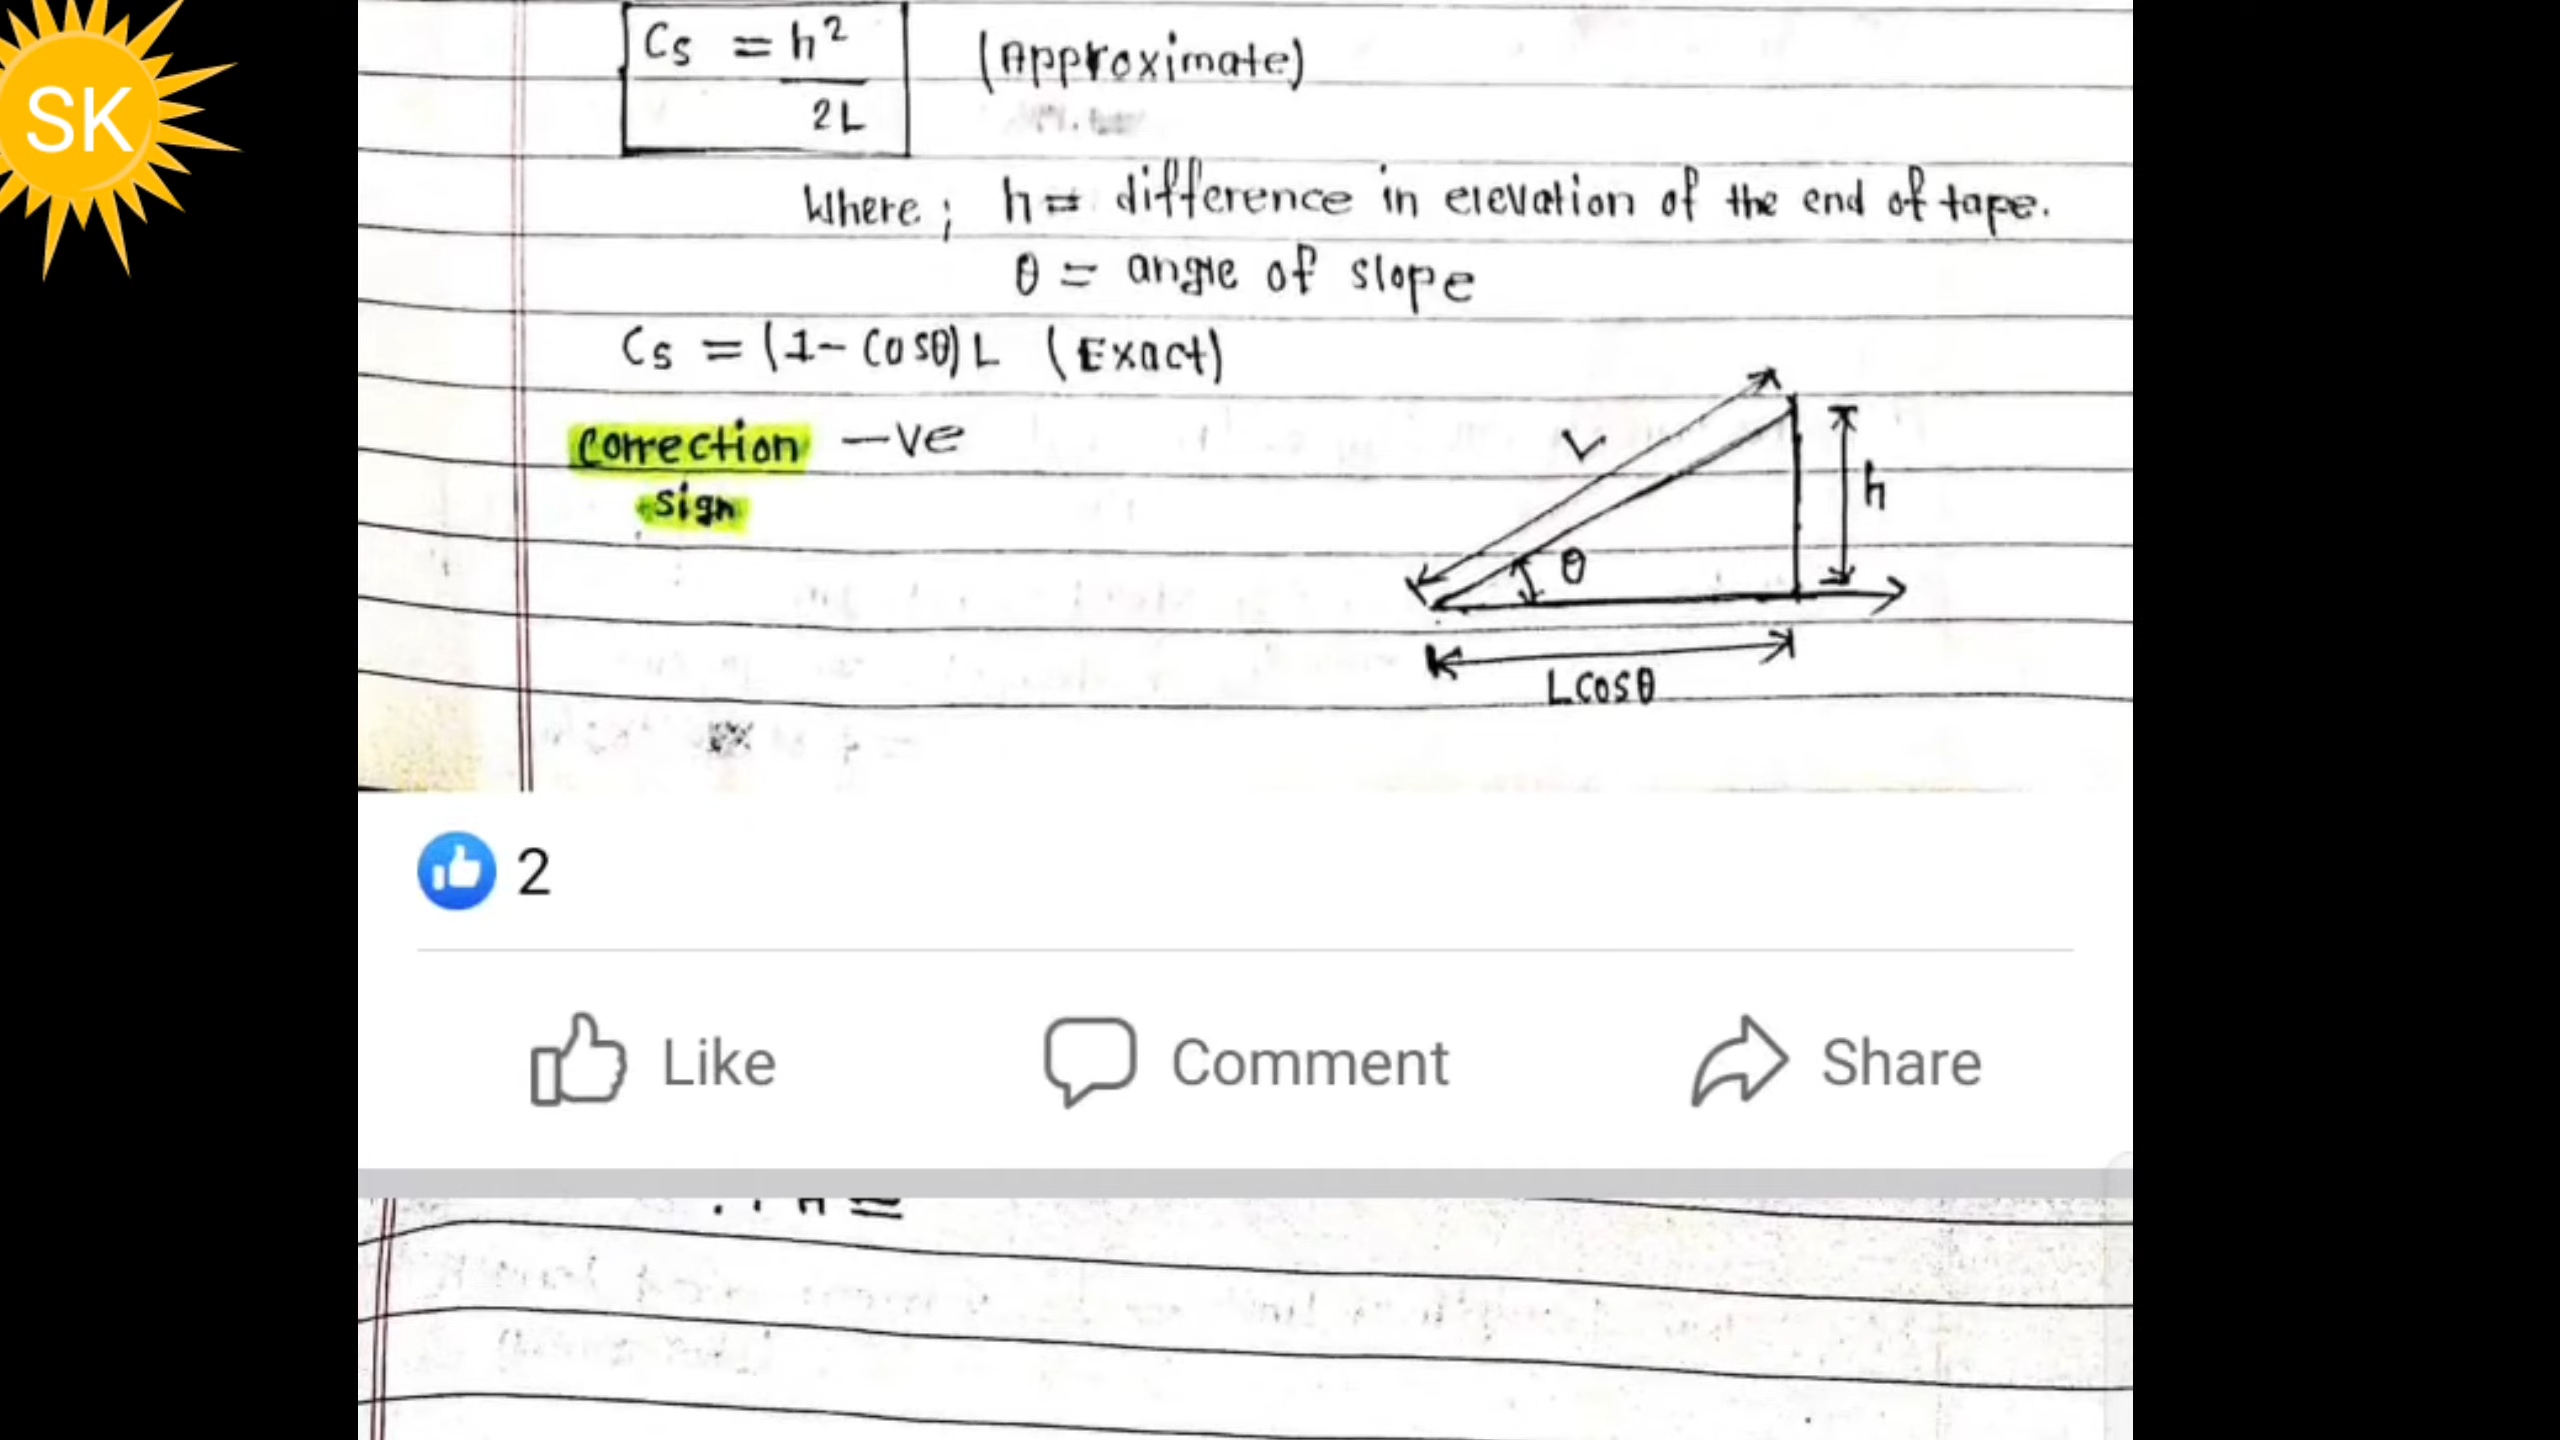 SK
Cs = h²/2L (Approximate)
Where; h = difference in elevation of the end of tape.
θ = angle of slope
Cs = (1 - cosθ)L (Exact)
correction -ve
sign
L
h
θ
Lcosθ
2
Like Comment Share